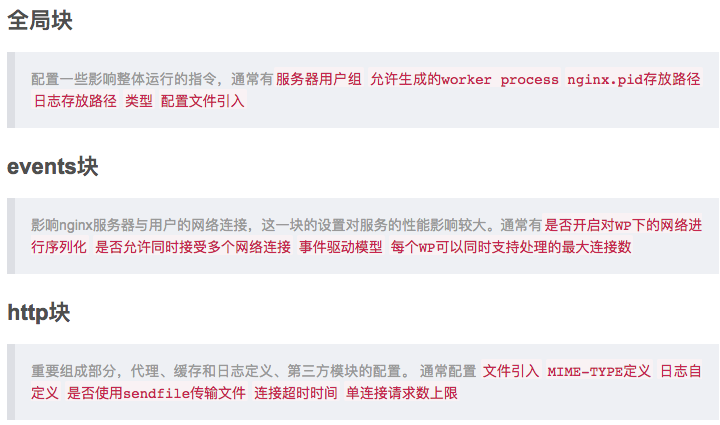 全局块
配置一些影响整体运行的指令，通常有 服务器用户组 允许生成的worker process nginx.pid存放路径
日志存放路径 类型 配置文件引入
events块
影响nginx服务器与用户的网络连接，这一块的设置对服务的性能影响较大。通常有 是否开启对WP下的网络进
行序列化 是否允许同时接受多个网络连接 事件驱动模型 每个WP可以同时支持处理的最大连接数
http块
重要组成部分，代理、缓存和日志定义、第三方模块的配置。 通常配置 文件引入 MIME-TYPE定义 日志自
定义 是否使用sendfile传输文件 连接超时时间 单连接请求数上限